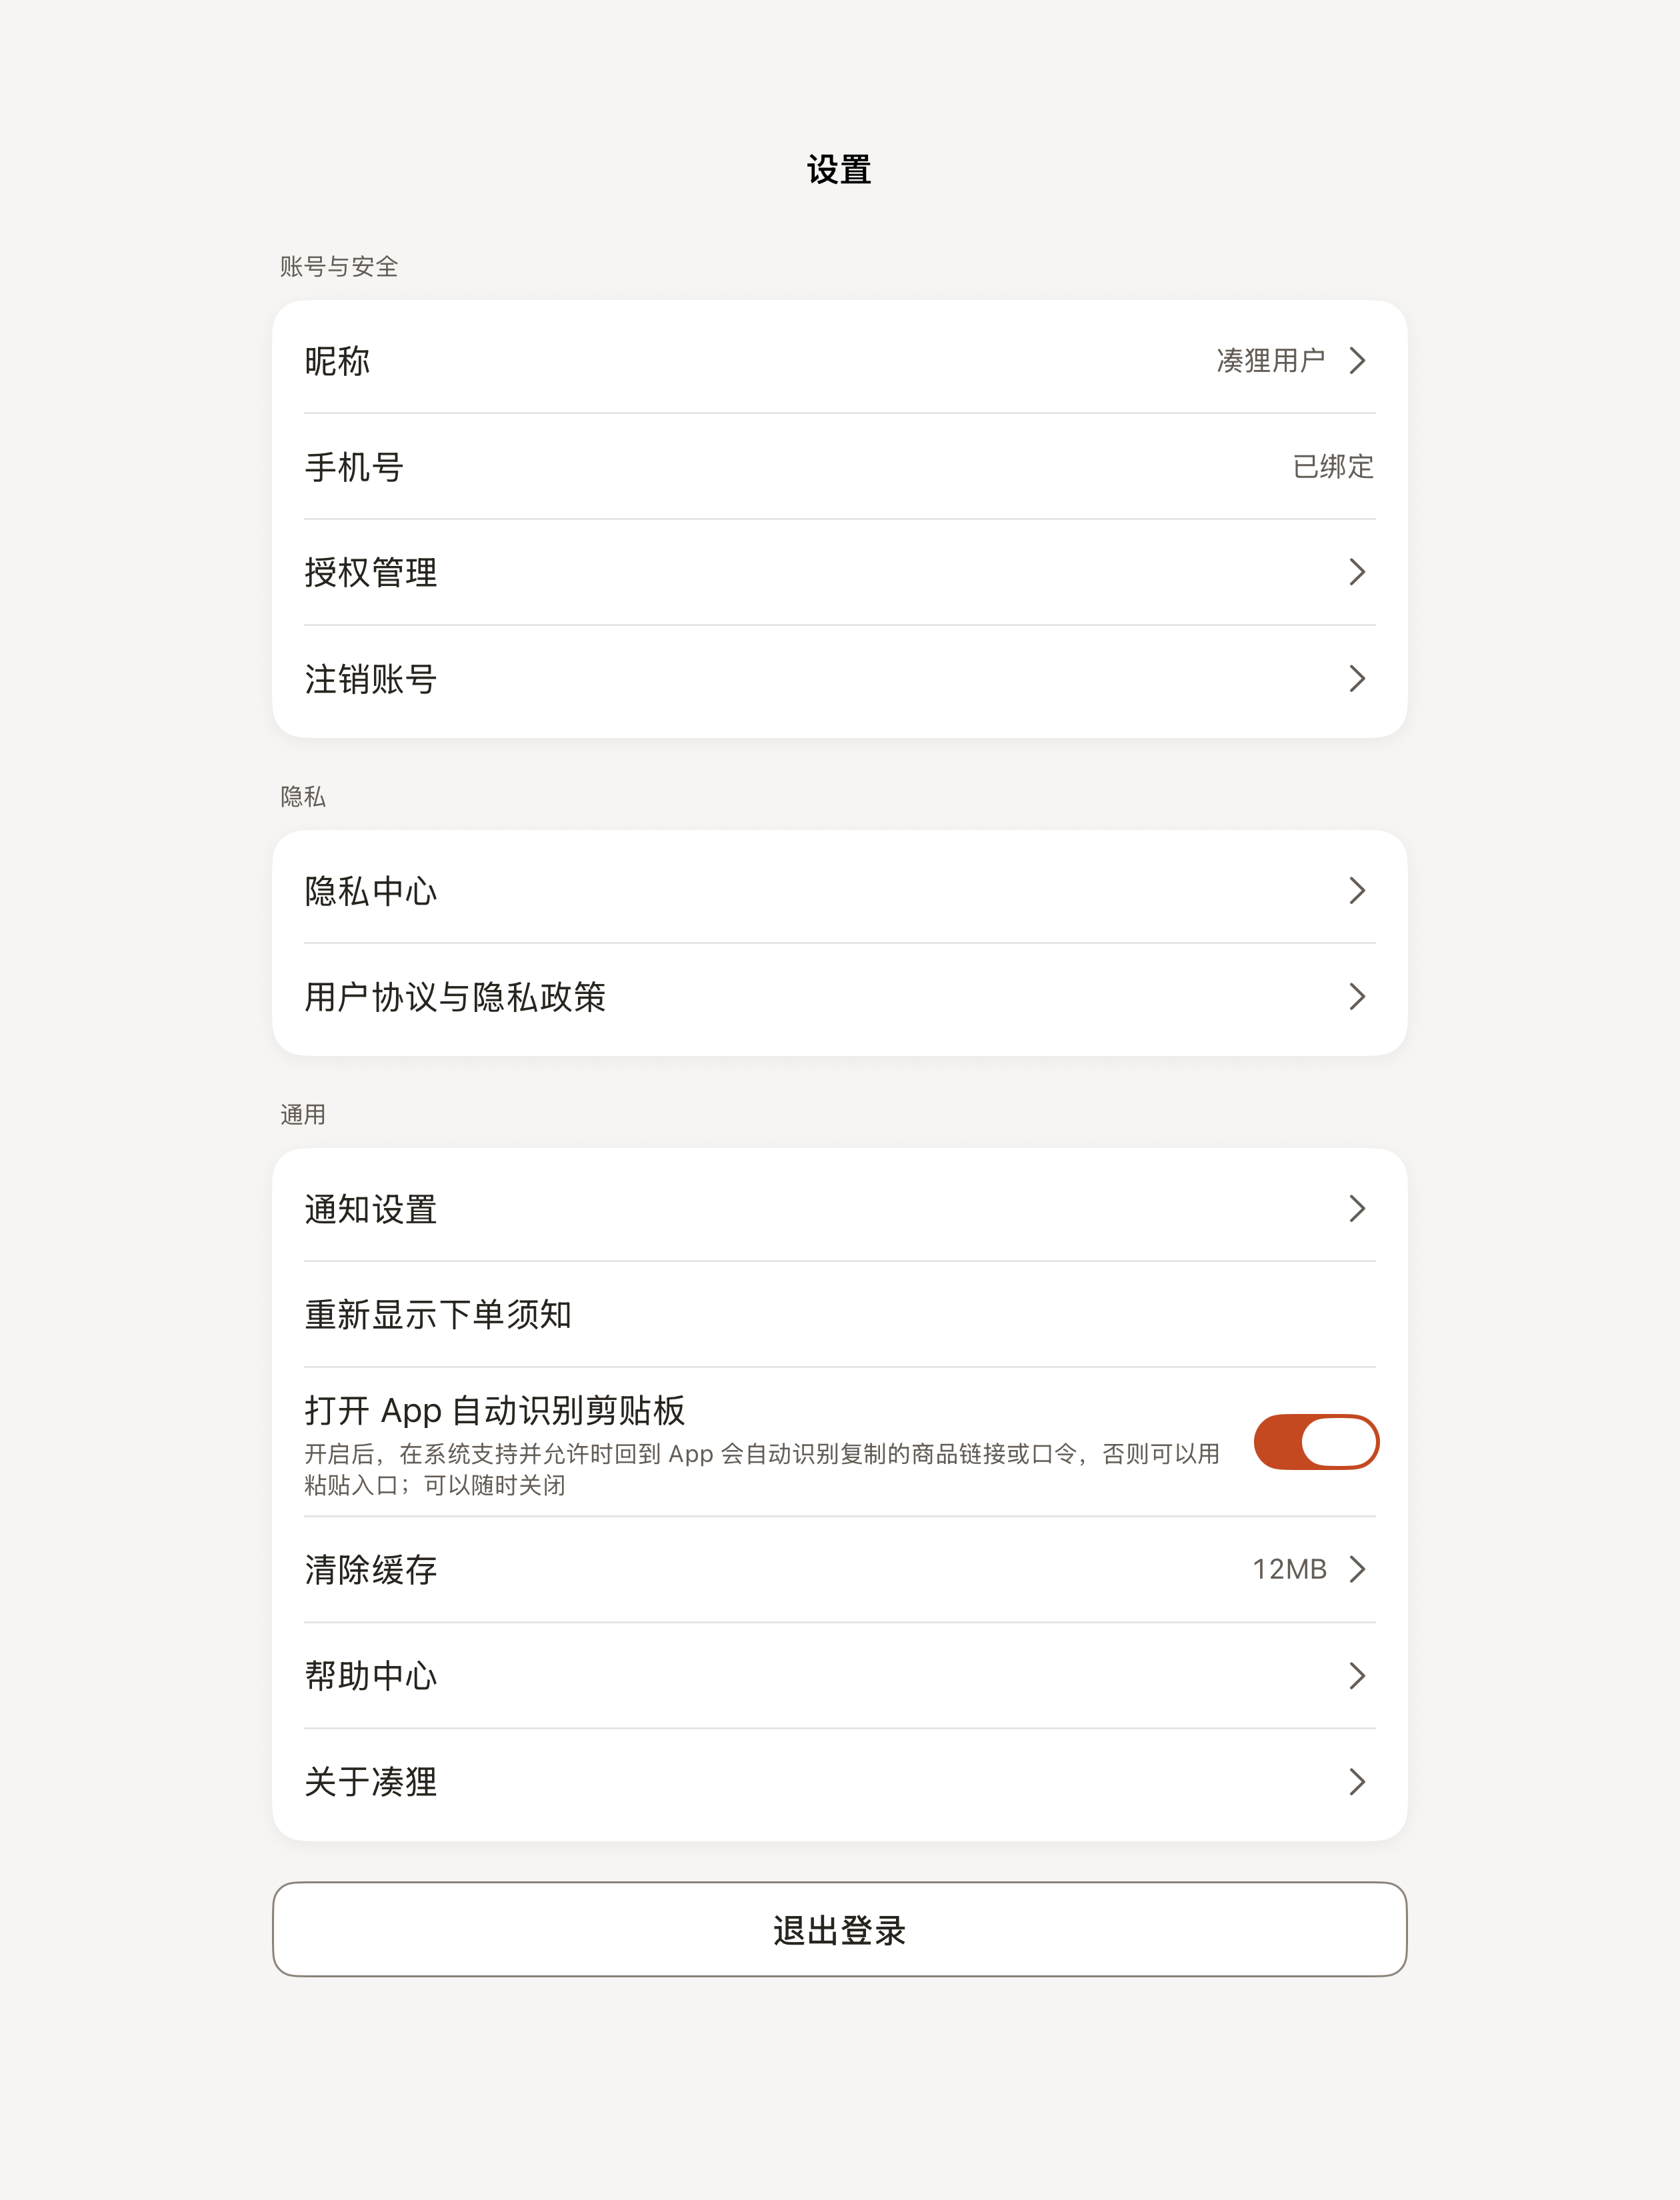 设置
账号与安全
昵称
凑狸用户
手机号
已绑定
授权管理
注销账号
隐私
隐私中心
用户协议与隐私政策
通用
通知设置
重新显示下单须知
打开 App 自动识别剪贴板
开启后，在系统支持并允许时回到 App 会自动识别复制的商品链接或口令，否则可以用
粘贴入口；可以随时关闭
清除缓存
12MB
帮助中心
关于凑狸
退出登录